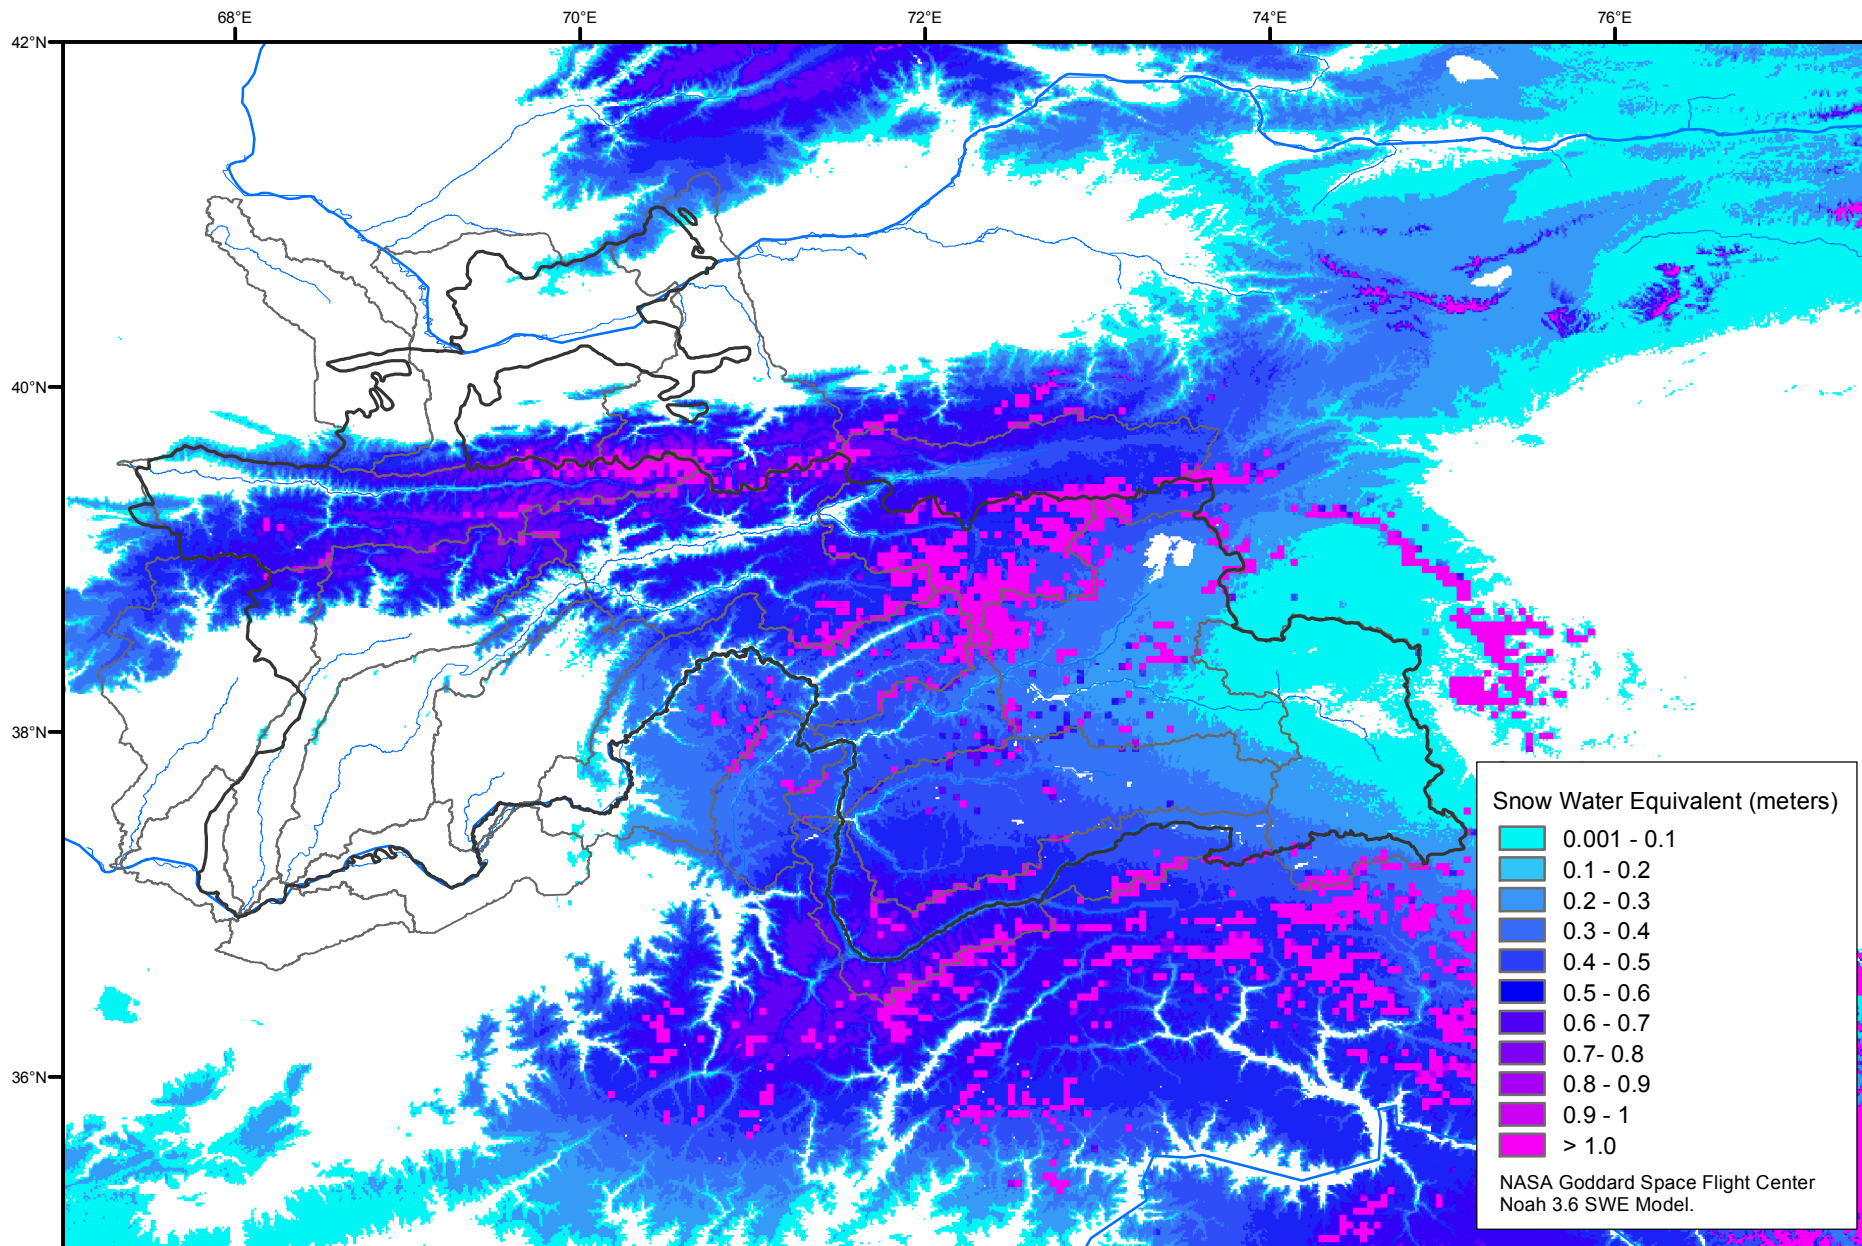 68°E
70°E
72°E
74°E
76°E
42°N
40°N
38°N
36°N
Snow Water Equivalent (meters)
0.001 - 0.1
0.1 - 0.2
0.2 - 0.3
0.3 - 0.4
0.4 - 0.5
0.5 - 0.6
0.6 - 0.7
0.7- 0.8
0.8 - 0.9
0.9 - 1
> 1.0
NASA Goddard Space Flight Center
Noah 3.6 SWE Model.